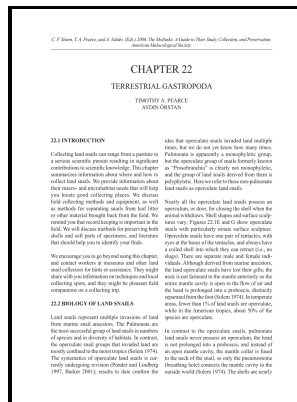 C. F. Sturm, T. A. Pearce, and A. Valdés. (Eds.) 2006. The Mollusks: A Guide to Their Study, Collection, and Preservation.
American Malacological Society.
CHAPTER 22
TERRESTRIAL GASTROPODA
TIMOTHY A. PEARCE
AYDIN ÖRSTAN
22.1 INTRODUCTION
Collecting land snails can range from a pastime to
a serious scientific pursuit resulting in significant
contributions to scientific knowledge. This chapter
summarizes information about where and how to
collect land snails. We provide information about
their macro- and microhabitat needs that will help
you locate good collecting places. We discuss
field collecting methods and equipment, as well
as methods for separating snails from leaf litter
or other material brought back from the field. We
remind you that record keeping is important in the
field. We will discuss methods for preserving both
shells and soft parts of specimens, and literature
that should help you to identify your finds.
We encourage you to go beyond using this chapter,
and contact workers at museums and other land
snail collectors for hints or assistance. They might
share with you information on techniques and local
collecting spots, and they might be pleasant field
companions on a collecting trip.
22.2 BIOLOGY OF LAND SNAILS
Land snails represent multiple invasions of land
from marine snail ancestors. The Pulmonata are
the most successful group of land snails in numbers
of species and in diversity of habitats. In contrast,
the operculate snail groups that invaded land are
mostly confined to the moist tropics (Solem 1974).
The systematics of operculate land snails is cur-
rently undergoing revision (Ponder and Lindberg
1997, Barker 2001); results to date confirm the
idea that operculate snails invaded land multiple
times, but we do not yet know how many times.
Pulmonata is apparently a monophyletic group,
but the operculate group of snails formerly known
as “Prosobranchia” is clearly not monophyletic,
and the group of land snails derived from them is
polyphyletic. Here we refer to these non-pulmonate
land snails as operculate land snails.
Nearly all the operculate land snails possess an
operculum, or door, for closing the shell when the
animal withdraws. Shell shapes and surface sculp-
tures vary; Figures 22.1I and G show operculate
snails with particularly ornate surface sculpture.
Operculate snails have one pair of tentacles, with
eyes at the bases of the tentacles, and always have
a coiled shell into which they can retract (i.e., no
slugs). There are separate male and female indi-
viduals. Although derived from marine ancestors,
the land operculate snails have lost their gills; the
neck is not fastened to the mantle anteriorly so the
entire mantle cavity is open to the flow of air and
the head is prolonged into a proboscis, distinctly
separated from the foot (Solem 1974). In temperate
areas, fewer than 1% of land snails are operculate,
while in the American tropics, about 50% of the
species are operculate.
In contrast to the operculate snails, pulmonate
land snails never possess an operculum, the head
is not prolonged into a proboscis, and instead of
an open mantle cavity, the mantle collar is fused
to the neck of the snail, so only the pneumostome
(breathing hole) connects the mantle cavity to the
outside world (Solem 1974). The shells are nearly